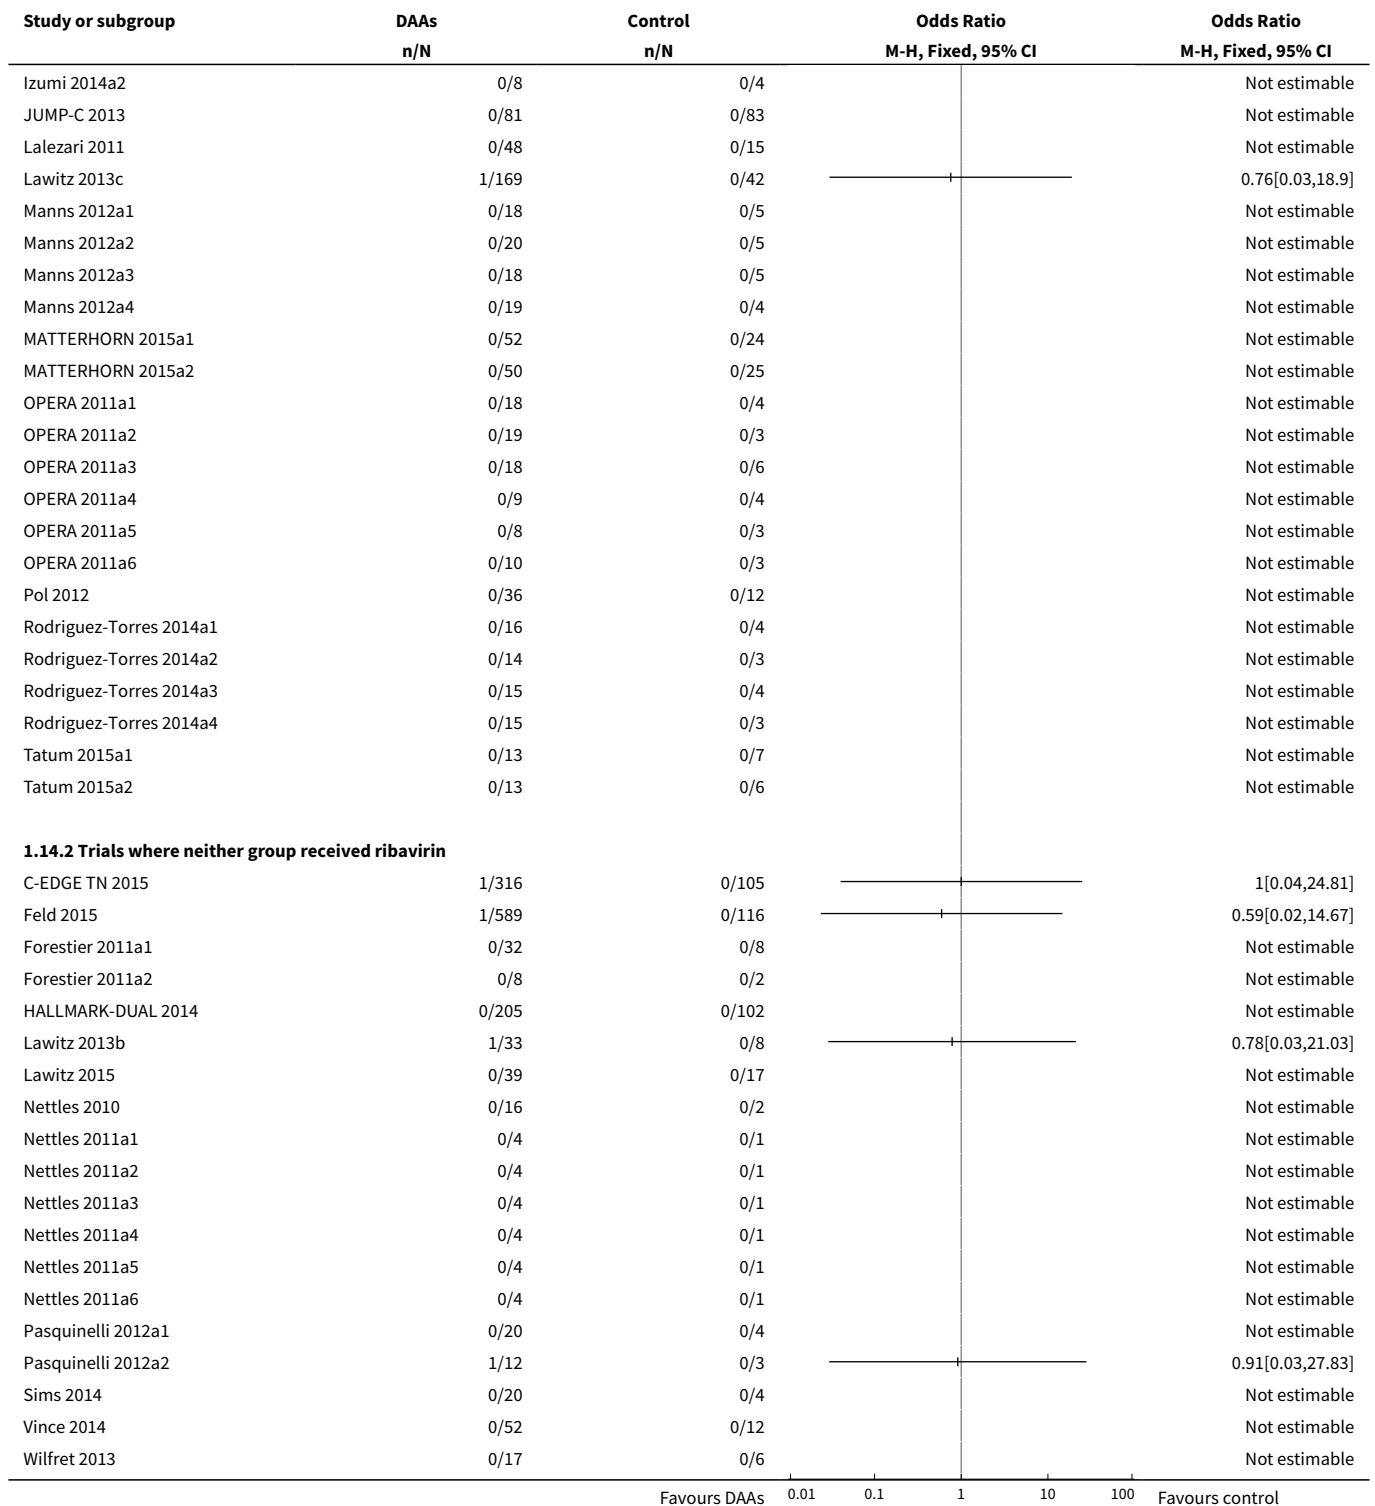 Study or subgroup DAAs Control Odds Ratio Odds Ratio
n/N n/N M-H, Fixed, 95% CI M-H, Fixed, 95% CI
Izumi 2014a2 0/8 0/4 Not estimable
JUMP-C 2013 0/81 0/83 Not estimable
Lalezari 2011 0/48 0/15 Not estimable
Lawitz 2013c 1/169 0/42 0.76[0.03,18.9]
Manns 2012a1 0/18 0/5 Not estimable
Manns 2012a2 0/20 0/5 Not estimable
Manns 2012a3 0/18 0/5 Not estimable
Manns 2012a4 0/19 0/4 Not estimable
MATTERHORN 2015a1 0/52 0/24 Not estimable
MATTERHORN 2015a2 0/50 0/25 Not estimable
OPERA 2011a1 0/18 0/4 Not estimable
OPERA 2011a2 0/19 0/3 Not estimable
OPERA 2011a3 0/18 0/6 Not estimable
OPERA 2011a4 0/9 0/4 Not estimable
OPERA 2011a5 0/8 0/3 Not estimable
OPERA 2011a6 0/10 0/3 Not estimable
Pol 2012 0/36 0/12 Not estimable
Rodriguez-Torres 2014a1 0/16 0/4 Not estimable
Rodriguez-Torres 2014a2 0/14 0/3 Not estimable
Rodriguez-Torres 2014a3 0/15 0/4 Not estimable
Rodriguez-Torres 2014a4 0/15 0/3 Not estimable
Tatum 2015a1 0/13 0/7 Not estimable
Tatum 2015a2 0/13 0/6 Not estimable
1.14.2 Trials where neither group received ribavirin
C-EDGE TN 2015 1/316 0/105 1[0.04,24.81]
Feld 2015 1/589 0/116 0.59[0.02,14.67]
Forestier 2011a1 0/32 0/8 Not estimable
Forestier 2011a2 0/8 0/2 Not estimable
HALLMARK-DUAL 2014 0/205 0/102 Not estimable
Lawitz 2013b 1/33 0/8 0.78[0.03,21.03]
Lawitz 2015 0/39 0/17 Not estimable
Nettles 2010 0/16 0/2 Not estimable
Nettles 2011a1 0/4 0/1 Not estimable
Nettles 2011a2 0/4 0/1 Not estimable
Nettles 2011a3 0/4 0/1 Not estimable
Nettles 2011a4 0/4 0/1 Not estimable
Nettles 2011a5 0/4 0/1 Not estimable
Nettles 2011a6 0/4 0/1 Not estimable
Pasquinelli 2012a1 0/20 0/4 Not estimable
Pasquinelli 2012a2 1/12 0/3 0.91[0.03,27.83]
Sims 2014 0/20 0/4 Not estimable
Vince 2014 0/52 0/12 Not estimable
Wilfret 2013 0/17 0/6 Not estimable
Favours DAAs 0.01 0.1 1 10 100 Favours control